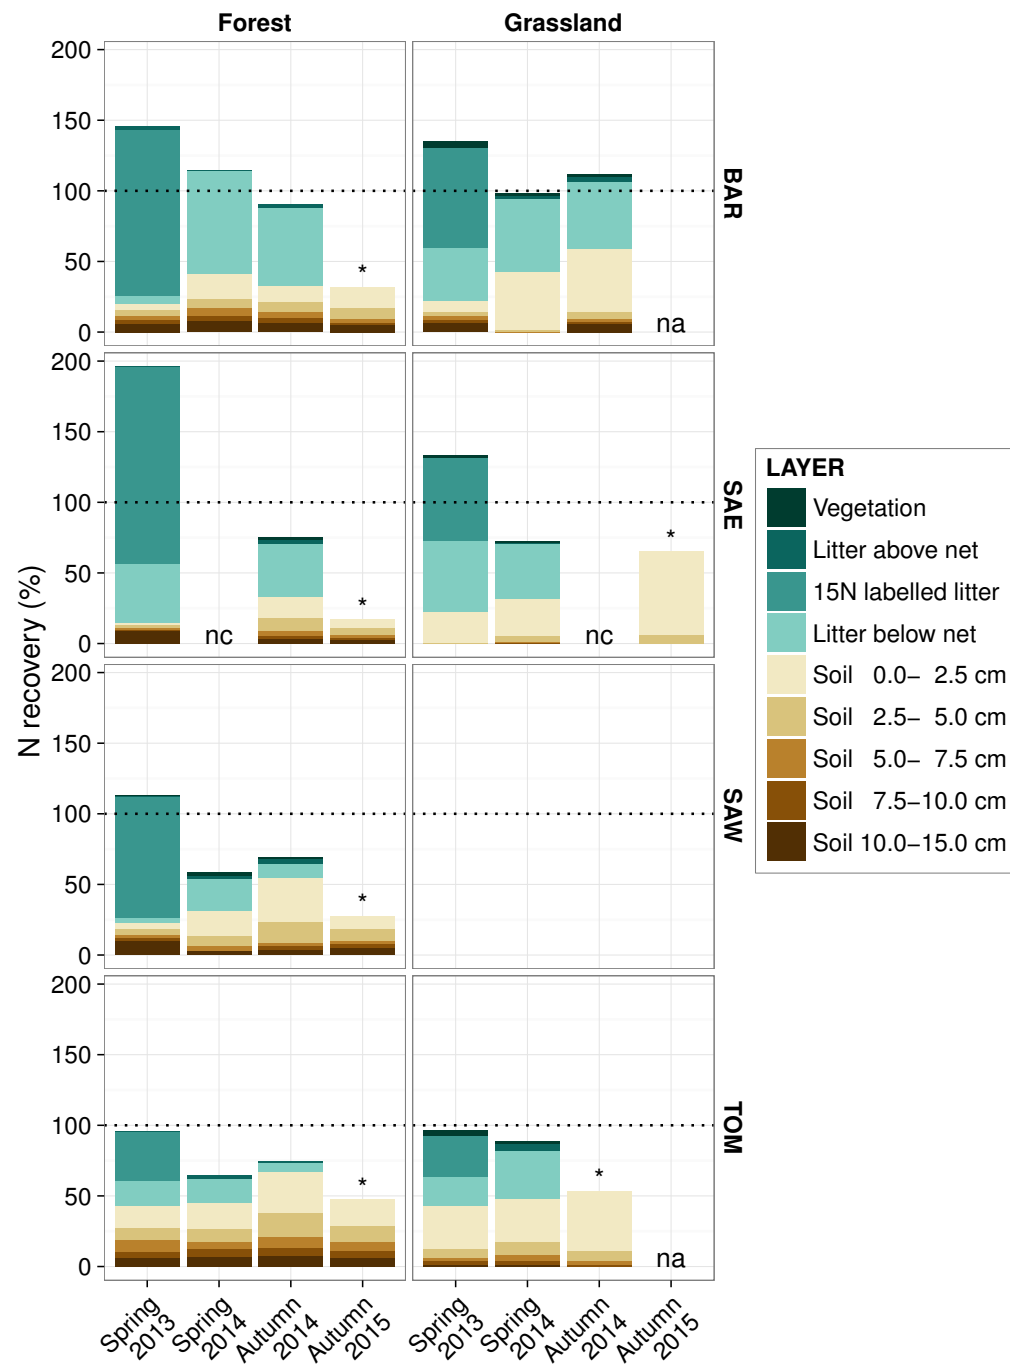 Forest Grassland
200
150
100
50
0
*
na
BAR
200
150
100
50
0
nc
*
nc
*
SAE
200
150
100
50
0
*
SAW
200
150
100
50
0
*
*
na
TOM
N recovery (%)
Spring 2013
Spring 2014
Autumn 2014
Autumn 2015
Spring 2013
Spring 2014
Autumn 2014
Autumn 2015
LAYER
Vegetation
Litter above net
15N labelled litter
Litter below net
Soil 0.0− 2.5 cm
Soil 2.5− 5.0 cm
Soil 5.0− 7.5 cm
Soil 7.5−10.0 cm
Soil 10.0−15.0 cm